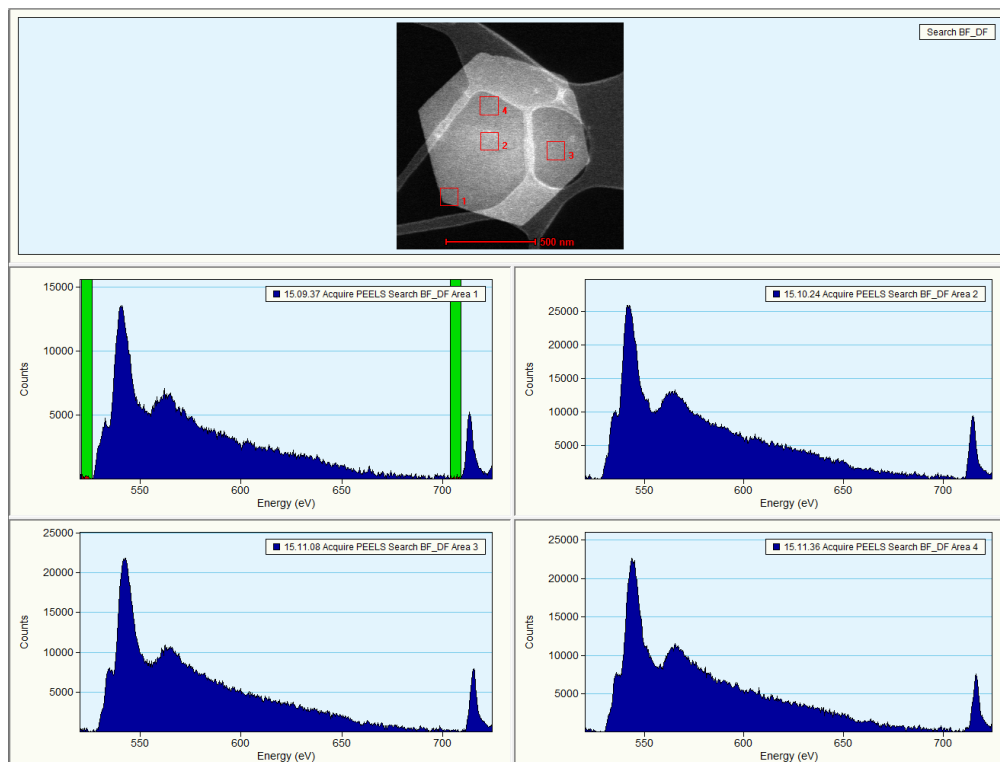 Search BF_DF
4
2
3
1
500 nm
15.09.37 Acquire PEELS Search BF_DF Area 1
15000
10000
5000
Counts
550 600 650 700
Energy (eV)
15.10.24 Acquire PEELS Search BF_DF Area 2
25000
20000
15000
10000
5000
Counts
550 600 650 700
Energy (eV)
15.11.08 Acquire PEELS Search BF_DF Area 3
25000
20000
15000
10000
5000
Counts
550 600 650 700
Energy (eV)
15.11.36 Acquire PEELS Search BF_DF Area 4
25000
20000
15000
10000
5000
Counts
550 600 650 700
Energy (eV)